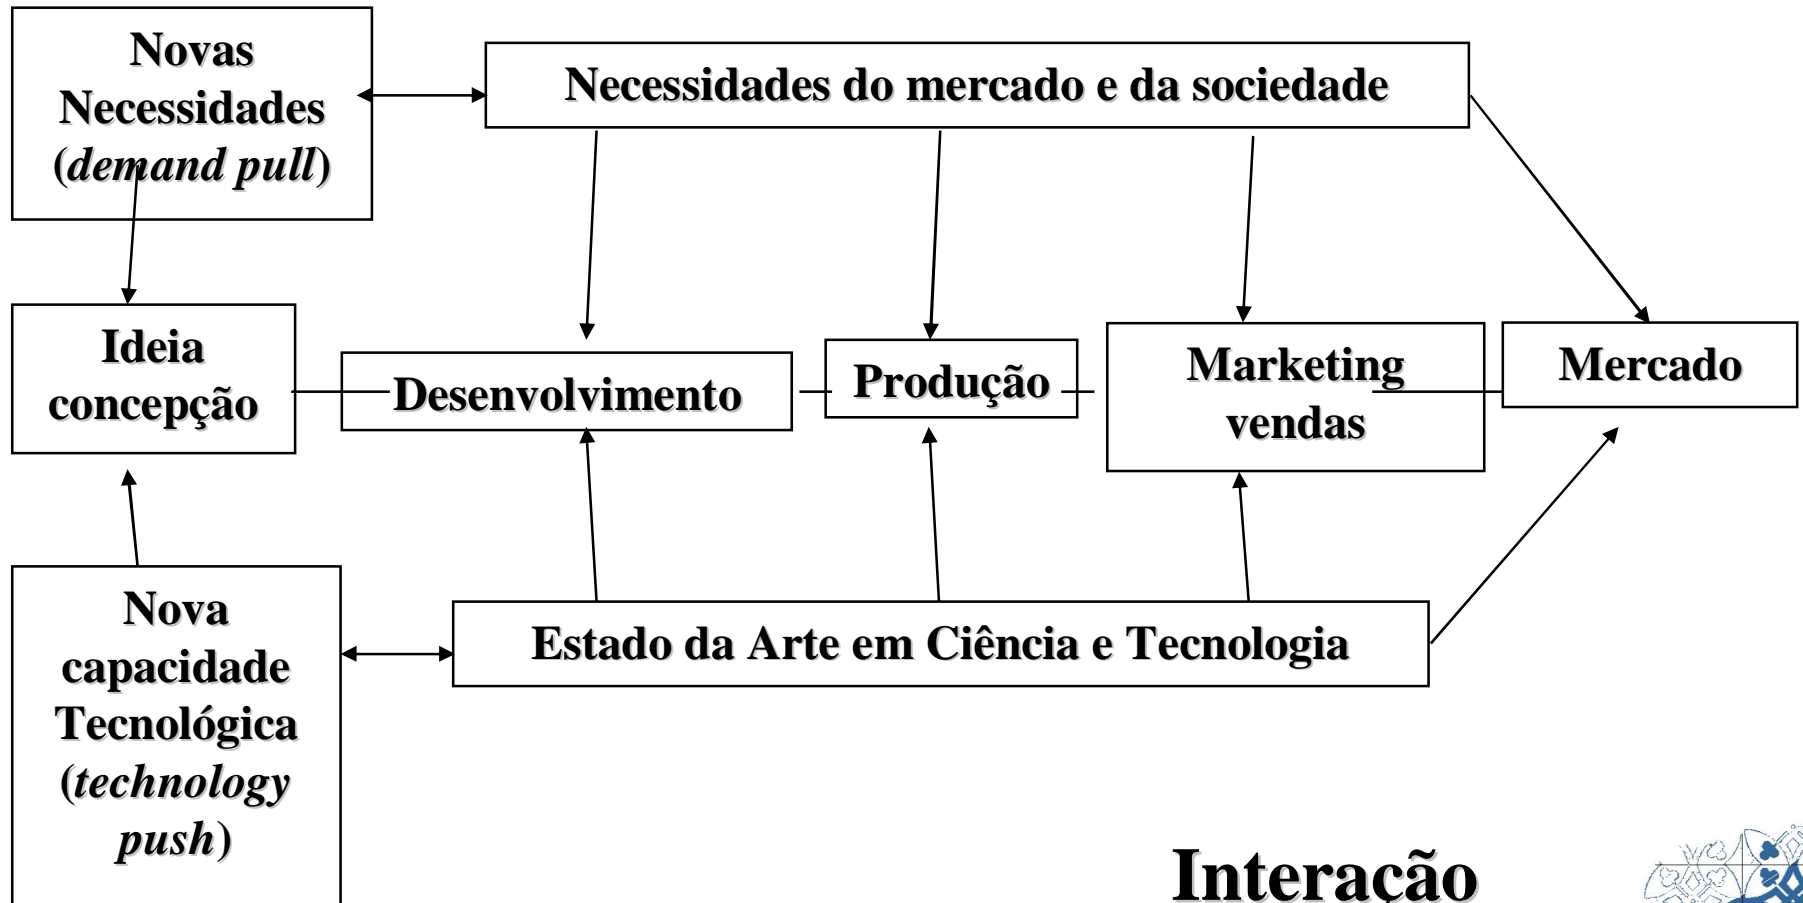 Novas
Necessidades
(demand pull)
Necessidades do mercado e da sociedade
Ideia
concepção
Desenvolvimento
Produção
Marketing
vendas
Mercado
Nova
capacidade
Tecnológica
(technology
push)
Estado da Arte em Ciência e Tecnologia
Interação